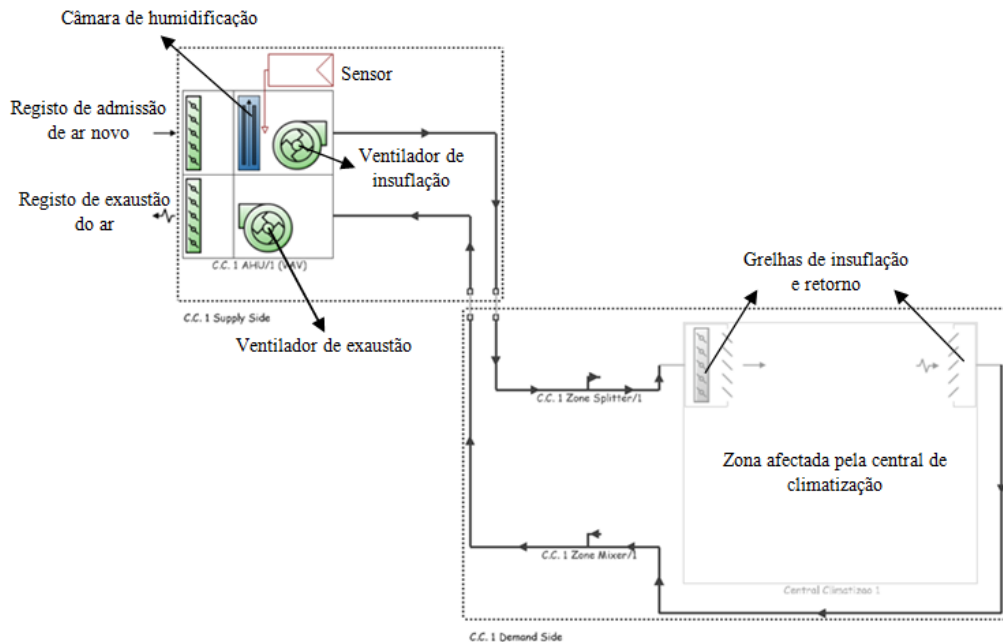 Câmara de humidificação
Sensor
Registo de admissão
de ar novo
Ventilador de
insuflação
Registo de exaustão
do ar
C.C. 1 AHU/1 (VAV)
Grelhas de insuflação
e retorno
C.C. 1 Supply Side
Ventilador de exaustão
C.C. 1 Zone Splitter/1
Zona afectada pela central de
climatização
C.C. 1 Zone Mixer/1
Central Climatizao 1
C.C. 1 Demand Side